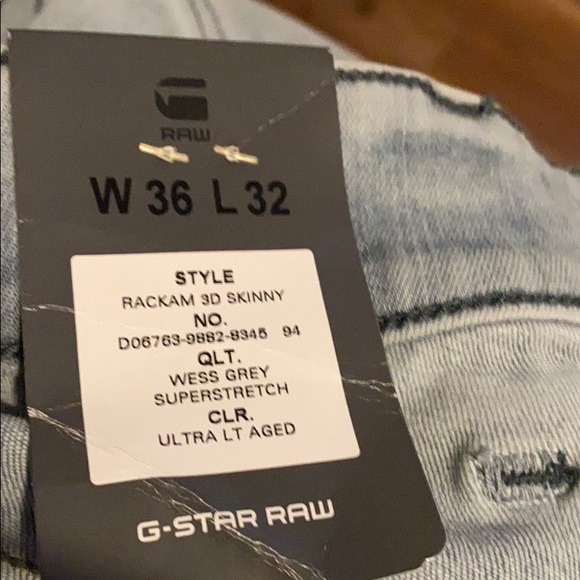 RAW
W 36 L 32
STYLE
RACKAM 3D SKINNY
NO.
D06763-9882-8345 94
QLT.
WESS GREY
SUPERSTRETCH
CLR.
ULTRA LT AGED
G-STAR RAW